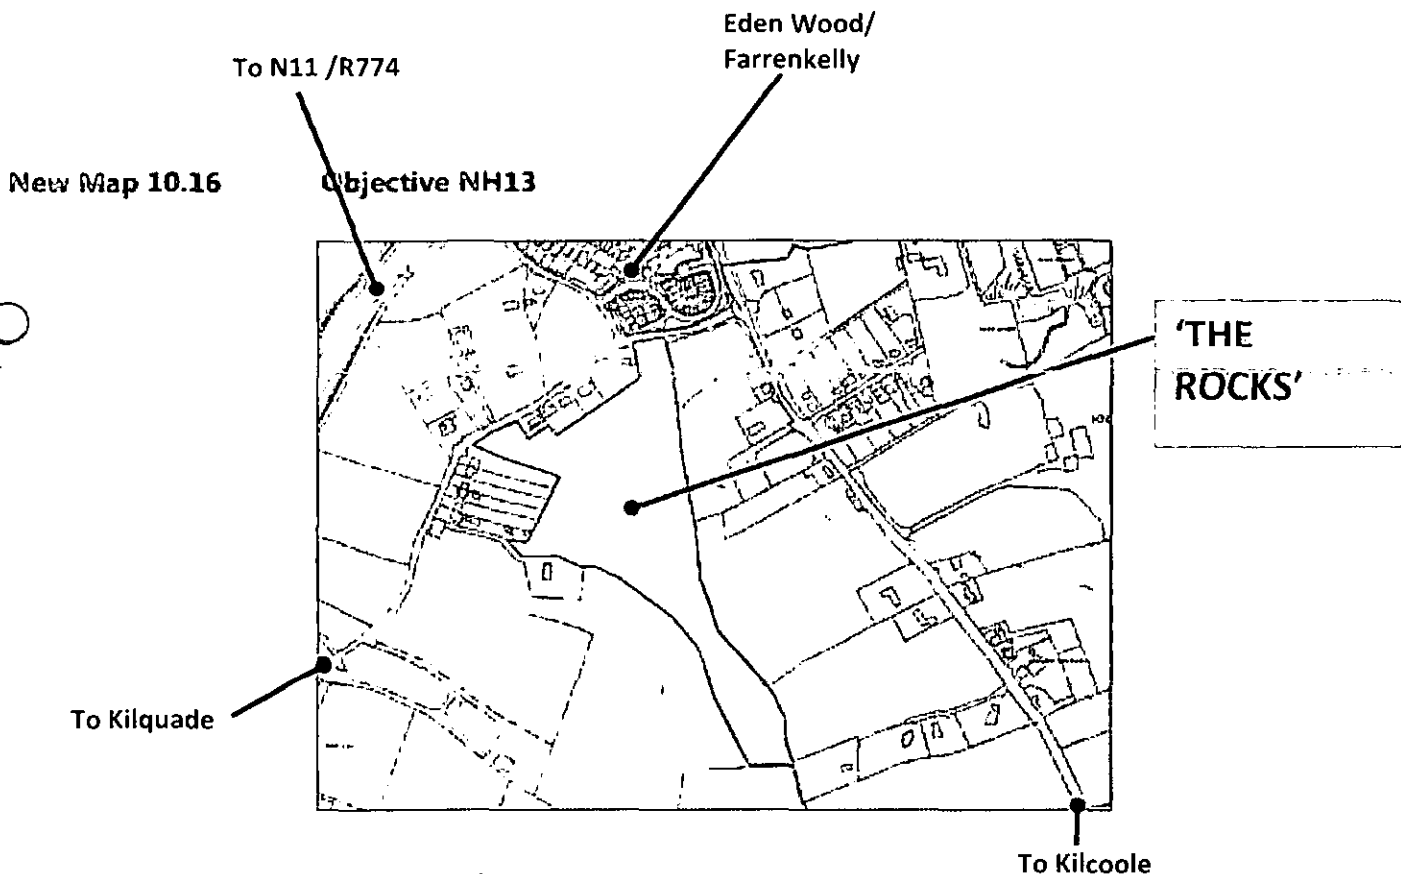 Eden Wood/
Farrenkelly
To N11 /R774
New Map 10.16 Objective NH13
'THE
ROCKS'
To Kilquade
To Kilcoole